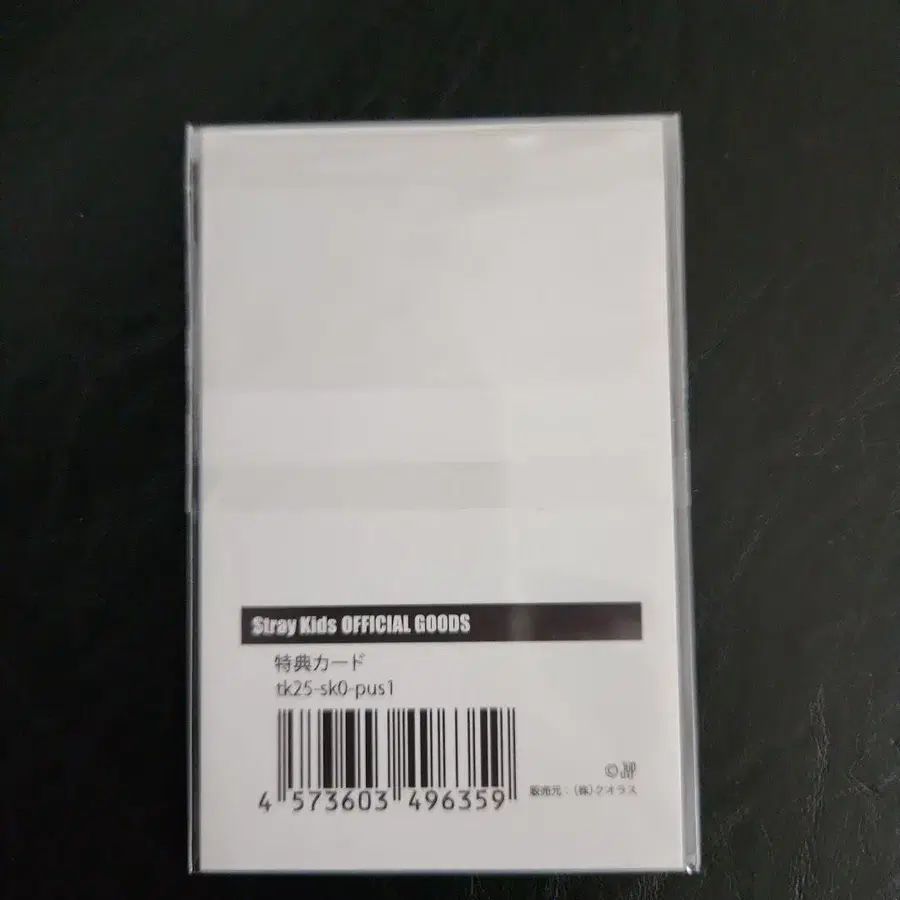 Stray Kids OFFICIAL GOODS
特典カード
tk25-sk0-pus1
4 573603 496359
©JYP
販売元：(株)クオラス